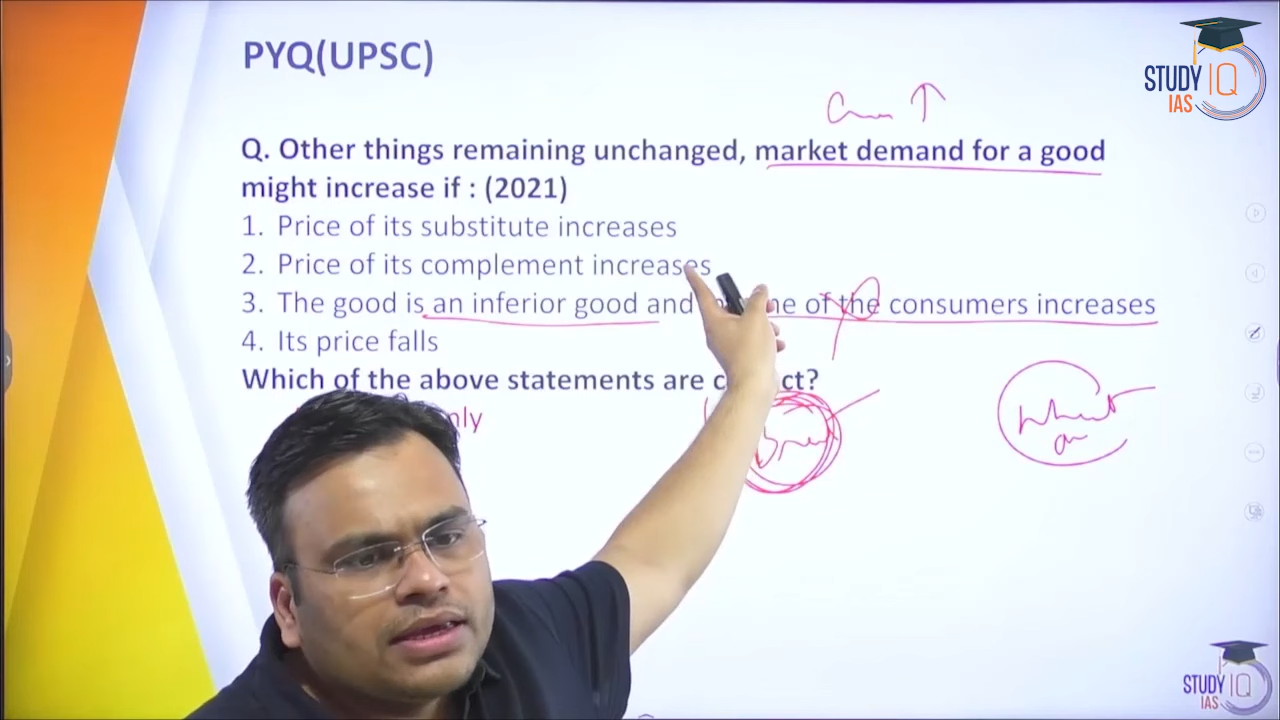 PYQ(UPSC)
STUDY IQ
IAS
Q. Other things remaining unchanged, market demand for a good
might increase if : (2021)
1. Price of its substitute increases
2. Price of its complement increases
3. The good is an inferior good and of the consumers increases
4. Its price falls
Which of the above statements are
STUDY IQ
IAS